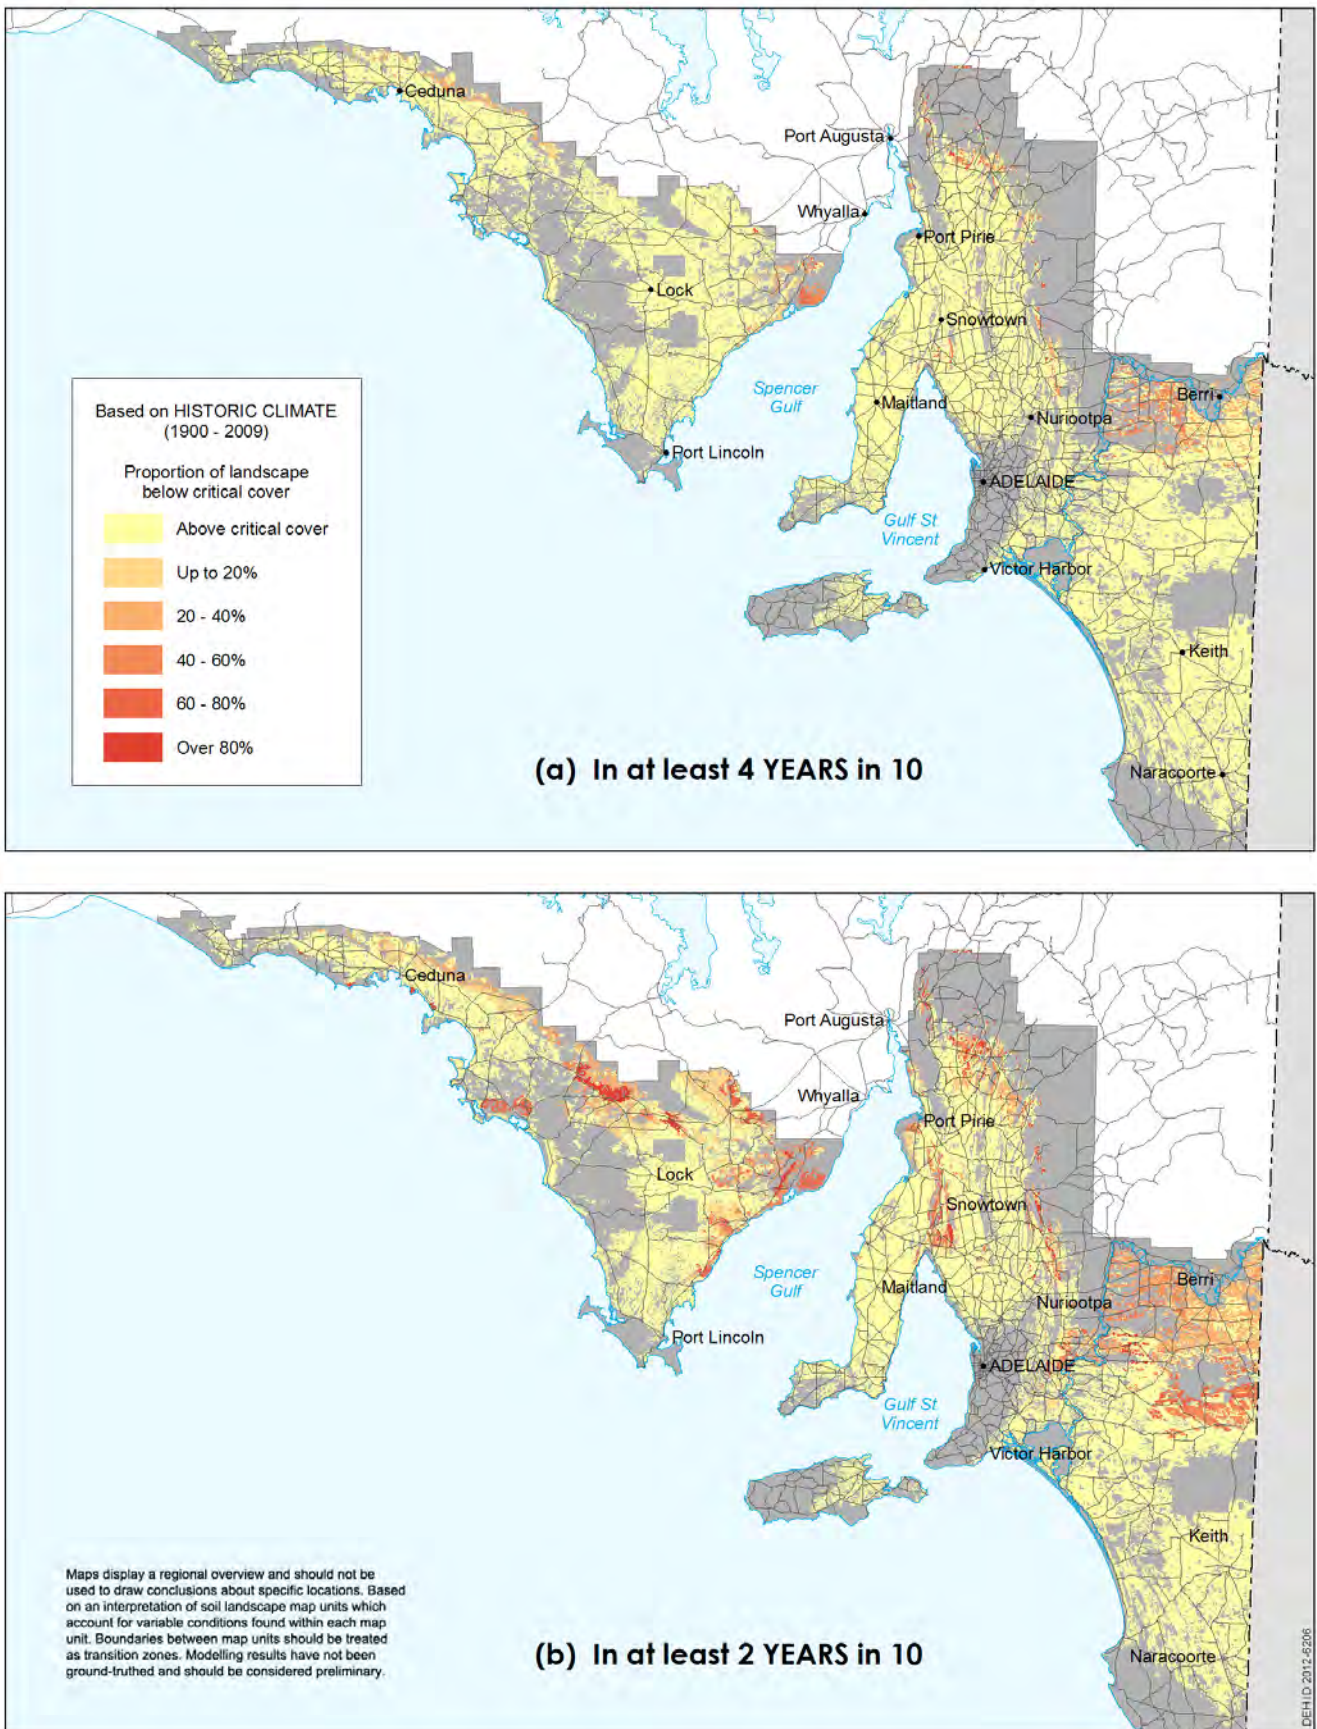 Ceduna
Port Augusta
Whyalla
Port Pirie
Lock
Snowtown
Spencer
Gulf
Maitland
Berri
Nuriootpa
Port Lincoln
ADELAIDE
Gulf St
Vincent
Victor Harbor
Keith
Naracoorte
Based on HISTORIC CLIMATE
(1900 - 2009)
Proportion of landscape
below critical cover
Above critical cover
Up to 20%
20 - 40%
40 - 60%
60 - 80%
Over 80%
(a) In at least 4 YEARS in 10
Ceduna
Port Augusta
Whyalla
Port Pirie
Lock
Snowtown
Spencer
Gulf
Maitland
Berri
Nuriootpa
Port Lincoln
ADELAIDE
Gulf St
Vincent
Victor Harbor
Keith
Naracoorte
Maps display a regional overview and should not be
used to draw conclusions about specific locations. Based
on an interpretation of soil landscape map units which
account for variable conditions found within each map
unit. Boundaries between map units should be treated
as transition zones. Modelling results have not been
ground-truthed and should be considered preliminary.
(b) In at least 2 YEARS in 10
DEH ID 2012-6206